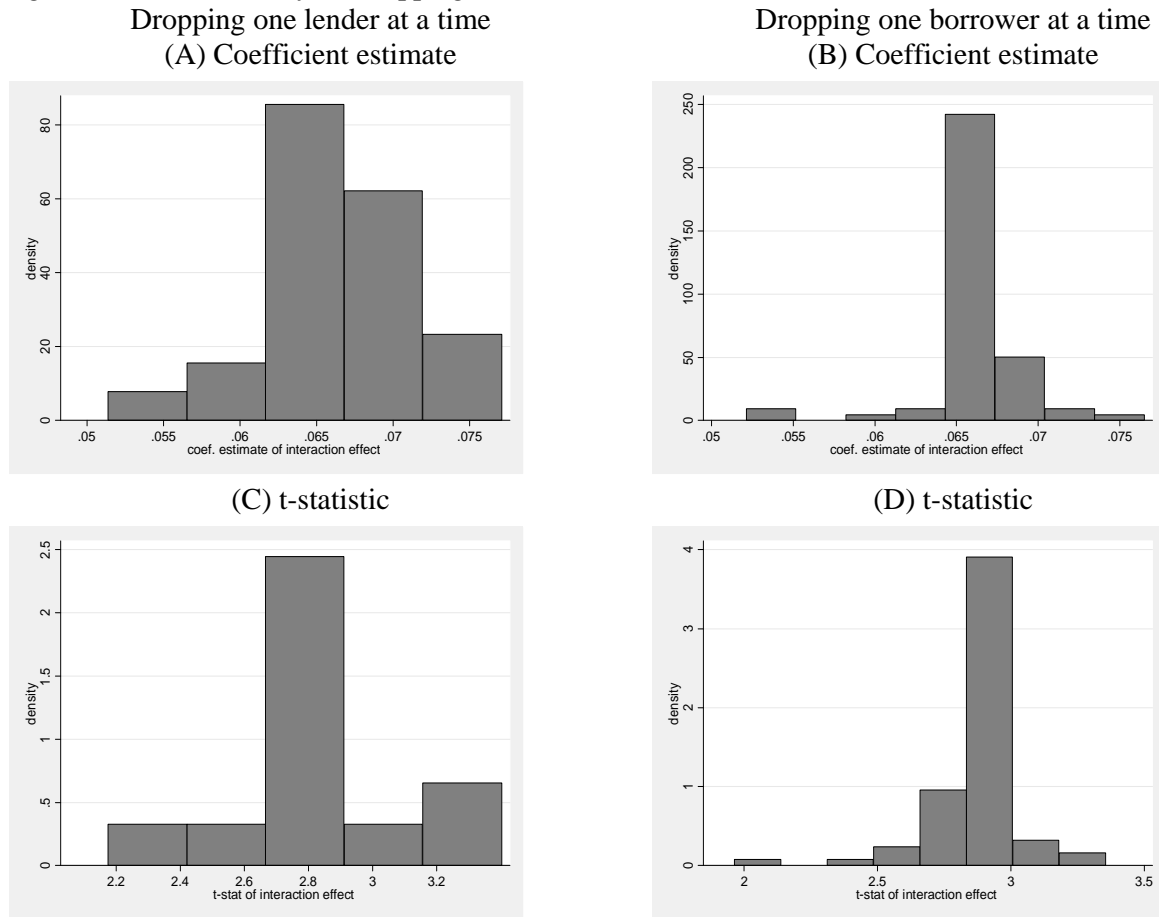 Dropping one lender at a time
(A) Coefficient estimate
density
0 20 40 60 80
.05 .055 .06 .065 .07 .075
coef. estimate of interaction effect
Dropping one borrower at a time
(B) Coefficient estimate
density
0 50 100 150 200 250
.05 .055 .06 .065 .07 .075
coef. estimate of interaction effect
(C) t-statistic
density
0 .5 1 1.5 2 2.5
2.2 2.4 2.6 2.8 3 3.2
t-stat of interaction effect
(D) t-statistic
density
0 1 2 3 4
2 2.5 3 3.5
t-stat of interaction effect